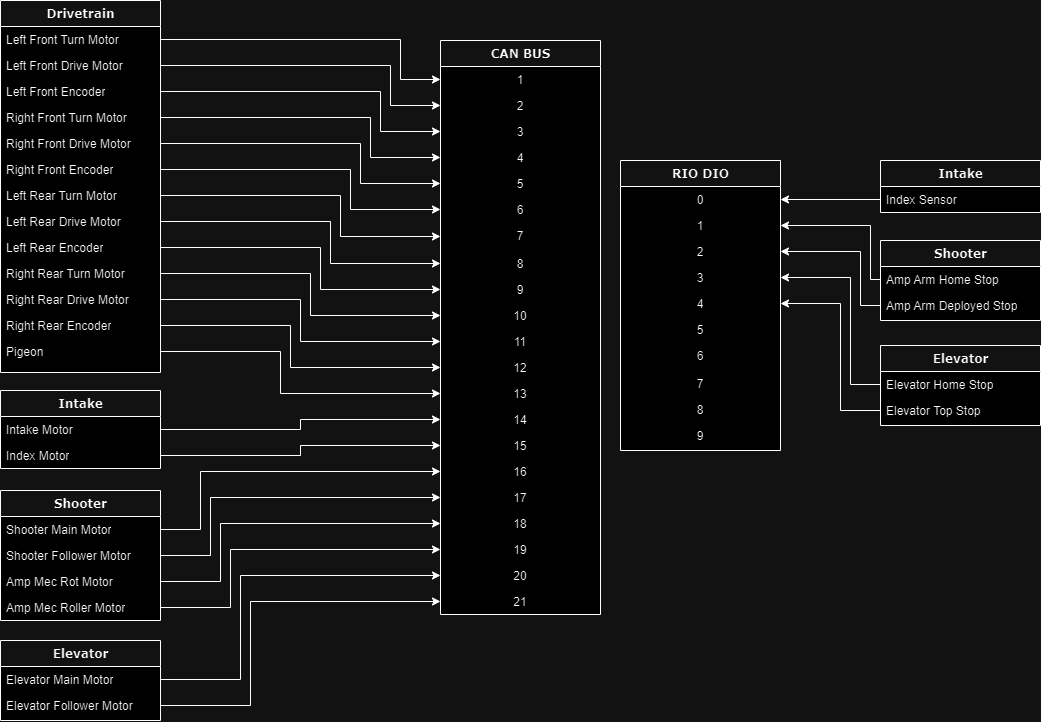 Drivetrain
Left Front Turn Motor
Left Front Drive Motor
Left Front Encoder
Right Front Turn Motor
Right Front Drive Motor
Right Front Encoder
Left Rear Turn Motor
Left Rear Drive Motor
Left Rear Encoder
Right Rear Turn Motor
Right Rear Drive Motor
Right Rear Encoder
Pigeon
Intake
Intake Motor
Index Motor
Shooter
Shooter Main Motor
Shooter Follower Motor
Amp Mec Rot Motor
Amp Mec Roller Motor
Elevator
Elevator Main Motor
Elevator Follower Motor
CAN BUS
1
2
3
4
5
6
7
8
9
10
11
12
13
14
15
16
17
18
19
20
21
RIO DIO
0
1
2
3
4
5
6
7
8
9
Intake
Index Sensor
Shooter
Amp Arm Home Stop
Amp Arm Deployed Stop
Elevator
Elevator Home Stop
Elevator Top Stop